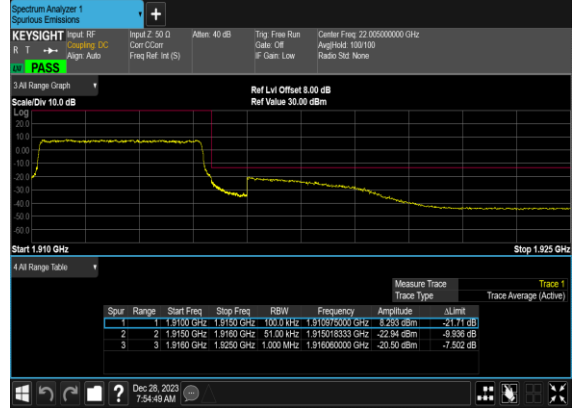 Spectrum Analyzer 1
Spurious Emissions
KEYSIGHT Input: RF Input Z: 50 Ω Atten: 40 dB Trig: Free Run Center Freq: 22.005000000 GHz
R T Coupling: DC Corr CCorr Gate: Off Avg|Hold: 100/100
Align: Auto Freq Ref: Int (S) IF Gain: Low Radio Std: None
PASS
3 All Range Graph
Ref Lvl Offset 8.00 dB
Scale/Div 10.0 dB Ref Value 30.00 dBm
Log
20.0
10.0
0.00
-10.0
-20.0
-30.0
-40.0
-50.0
-60.0
Start 1.910 GHz Stop 1.925 GHz
4 All Range Table
Measure Trace Trace 1
Trace Type Trace Average (Active)
Spur Range Start Freq Stop Freq RBW Frequency Amplitude ΔLimit
1 1 1.9100 GHz 1.9150 GHz 100.0 kHz 1.910975000 GHz 8.293 dBm -21.71 dB
2 2 1.9150 GHz 1.9160 GHz 51.00 kHz 1.915018333 GHz -22.94 dBm -9.936 dB
3 3 1.9160 GHz 1.9250 GHz 1.000 MHz 1.916060000 GHz -20.50 dBm -7.502 dB
? Dec 28, 2023
7:54:49 AM